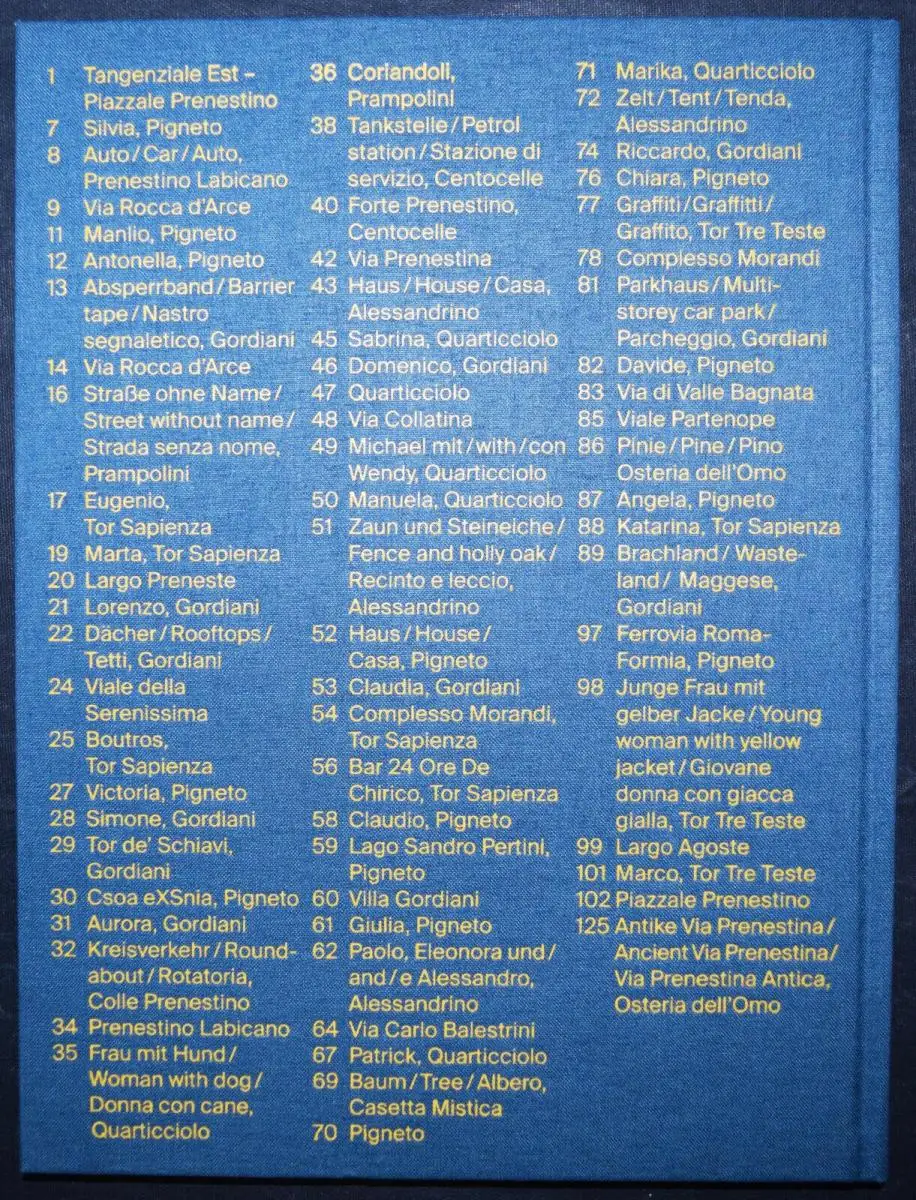 1 Tangenziale Est –
Piazzale Prenestino
7 Silvia, Pigneto
8 Auto / Car / Auto,
Prenestino Labicano
9 Via Rocca d'Arce
11 Manlio, Pigneto
12 Antonella, Pigneto
13 Absperrband / Barrier
tape / Nastro
segnaletico, Gordiani
14 Via Rocca d'Arce
16 Straße ohne Name /
Street without name /
Strada senza nome,
Prampolini
17 Eugenio,
Tor Sapienza
19 Marta, Tor Sapienza
20 Largo Preneste
21 Lorenzo, Gordiani
22 Dächer / Rooftops /
Tetti, Gordiani
24 Viale della
Serenissima
25 Boutros,
Tor Sapienza
27 Victoria, Pigneto
28 Simone, Gordiani
29 Tor de' Schiavi,
Gordiani
30 Csoa eXSnia, Pigneto
31 Aurora, Gordiani
32 Kreisverkehr / Round-
about / Rotatoria,
Colle Prenestino
34 Prenestino Labicano
35 Frau mit Hund /
Woman with dog /
Donna con cane,
Quarticciolo
36 Coriandoli,
Prampolini
38 Tankstelle / Petrol
station / Stazione di
servizio, Centocelle
40 Forte Prenestino,
Centocelle
42 Via Prenestina
43 Haus / House / Casa,
Alessandrino
45 Sabrina, Quarticciolo
46 Domenico, Gordiani
47 Quarticciolo
48 Via Collatina
49 Michael mit / with / con
Wendy, Quarticciolo
50 Manuela, Quarticciolo
51 Zaun und Steineiche /
Fence and holly oak /
Recinto e leccio,
Alessandrino
52 Haus / House /
Casa, Pigneto
53 Claudia, Gordiani
54 Complesso Morandi,
Tor Sapienza
56 Bar 24 Ore De
Chirico, Tor Sapienza
58 Claudio, Pigneto
59 Lago Sandro Pertini,
Pigneto
60 Villa Gordiani
61 Giulia, Pigneto
62 Paolo, Eleonora und /
and / e Alessandro,
Alessandrino
64 Via Carlo Balestrini
67 Patrick, Quarticciolo
69 Baum / Tree / Albero,
Casetta Mistica
70 Pigneto
71 Marika, Quarticciolo
72 Zelt / Tent / Tenda,
Alessandrino
74 Riccardo, Gordiani
76 Chiara, Pigneto
77 Graffiti / Graffitti /
Graffito, Tor Tre Teste
78 Complesso Morandi
81 Parkhaus / Multi-
storey car park /
Parcheggio, Gordiani
82 Davide, Pigneto
83 Via di Valle Bagnata
85 Viale Partenope
86 Pinie / Pine / Pino
Osteria dell'Omo
87 Angela, Pigneto
88 Katarina, Tor Sapienza
89 Brachland / Waste-
land / Maggese,
Gordiani
97 Ferrovia Roma-
Formia, Pigneto
98 Junge Frau mit
gelber Jacke / Young
woman with yellow
jacket / Giovane
donna con giacca
gialla, Tor Tre Teste
99 Largo Agoste
101 Marco, Tor Tre Teste
102 Piazzale Prenestino
125 Antike Via Prenestina /
Ancient Via Prenestina /
Via Prenestina Antica,
Osteria dell'Omo